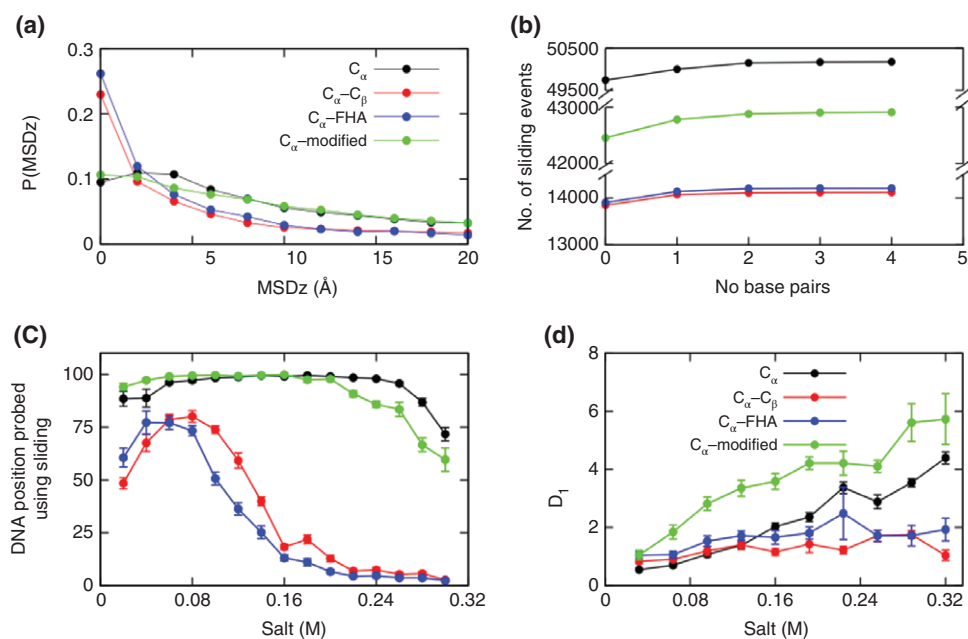 (a)
0.3
0.2
0.1
0
P(MSDz)
0 5 10 15 20
MSDz (Å)
Cα
Cα–Cβ
Cα–FHA
Cα–modified
(b)
50500
49500
43000
42000
14000
13000
No. of sliding events
0 1 2 3 4 5
No base pairs
(C)
100
75
50
25
0
DNA position probed
using sliding
0.08 0.16 0.24 0.32
Salt (M)
(d)
8
6
4
2
0
D1
0 0.08 0.16 0.24 0.32
Salt (M)
Cα
Cα–Cβ
Cα–FHA
Cα–modified